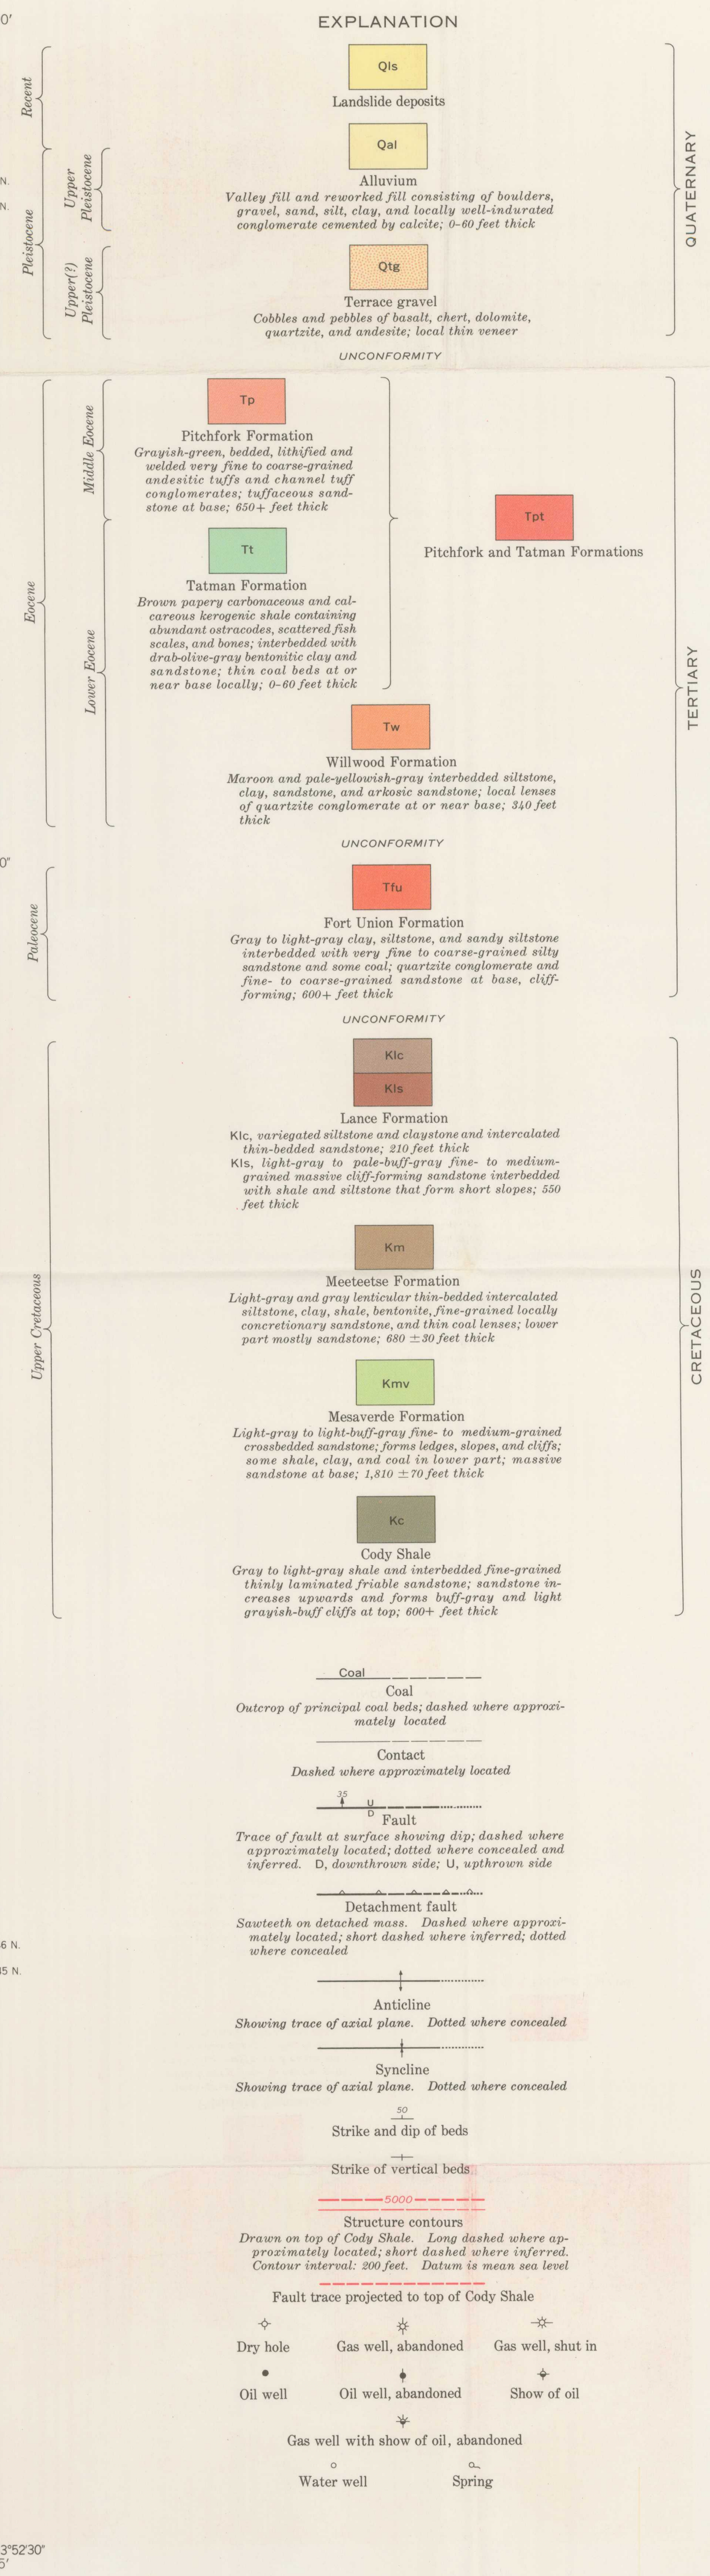 0'
EXPLANATION
Qls
Landslide deposits
Recent
Qal
Alluvium
Valley fill and reworked fill consisting of boulders,
gravel, sand, silt, clay, and locally well-indurated
conglomerate cemented by calcite; 0-60 feet thick
N.
N.
Upper
Pleistocene
Pleistocene
QUATERNARY
Upper(?)
Pleistocene
Qtg
Terrace gravel
Cobbles and pebbles of basalt, chert, dolomite,
quartzite, and andesite; local thin veneer
UNCONFORMITY
Tp
Pitchfork Formation
Grayish-green, bedded, lithified and
welded very fine to coarse-grained
andesitic tuffs and channel tuff
conglomerates; tuffaceous sand-
stone at base; 650+ feet thick
Middle Eocene
Tpt
Pitchfork and Tatman Formations
Tt
Tatman Formation
Brown papery carbonaceous and cal-
careous kerogenic shale containing
abundant ostracodes, scattered fish
scales, and bones; interbedded with
drab-olive-gray bentonitic clay and
sandstone; thin coal beds at or
near base locally; 0-60 feet thick
Eocene
Lower Eocene
TERTIARY
Tw
Willwood Formation
Maroon and pale-yellowish-gray interbedded siltstone,
clay, sandstone, and arkosic sandstone; local lenses
of quartzite conglomerate at or near base; 340 feet
thick
UNCONFORMITY
0"
Tfu
Fort Union Formation
Gray to light-gray clay, siltstone, and sandy siltstone
interbedded with very fine to coarse-grained silty
sandstone and some coal; quartzite conglomerate and
fine- to coarse-grained sandstone at base, cliff-
forming; 600+ feet thick
Paleocene
UNCONFORMITY
Klc
Kls
Lance Formation
Klc, variegated siltstone and claystone and intercalated
thin-bedded sandstone; 210 feet thick
Kls, light-gray to pale-buff-gray fine- to medium-
grained massive cliff-forming sandstone interbedded
with shale and siltstone that form short slopes; 550
feet thick
Km
Meeteetse Formation
Light-gray and gray lenticular thin-bedded intercalated
siltstone, clay, shale, bentonite, fine-grained locally
concretionary sandstone, and thin coal lenses; lower
part mostly sandstone; 680 ±30 feet thick
Upper Cretaceous
CRETACEOUS
Kmv
Mesaverde Formation
Light-gray to light-buff-gray fine- to medium-grained
crossbedded sandstone; forms ledges, slopes, and cliffs;
some shale, clay, and coal in lower part; massive
sandstone at base; 1,810 ±70 feet thick
Kc
Cody Shale
Gray to light-gray shale and interbedded fine-grained
thinly laminated friable sandstone; sandstone in-
creases upwards and forms buff-gray and light
grayish-buff cliffs at top; 600+ feet thick
Coal
Coal
Outcrop of principal coal beds; dashed where approxi-
mately located
Contact
Dashed where approximately located
35
U
D
Fault
Trace of fault at surface showing dip; dashed where
approximately located; dotted where concealed and
inferred. D, downthrown side; U, upthrown side
Detachment fault
Sawteeth on detached mass. Dashed where approxi-
mately located; short dashed where inferred; dotted
where concealed
6 N.
45 N.
Anticline
Showing trace of axial plane. Dotted where concealed
Syncline
Showing trace of axial plane. Dotted where concealed
50
Strike and dip of beds
Strike of vertical beds
5000
Structure contours
Drawn on top of Cody Shale. Long dashed where ap-
proximately located; short dashed where inferred.
Contour interval: 200 feet. Datum is mean sea level
Fault trace projected to top of Cody Shale
Dry hole
Gas well, abandoned
Gas well, shut in
Oil well
Oil well, abandoned
Show of oil
Gas well with show of oil, abandoned
Water well
Spring
3°52'30"
5'